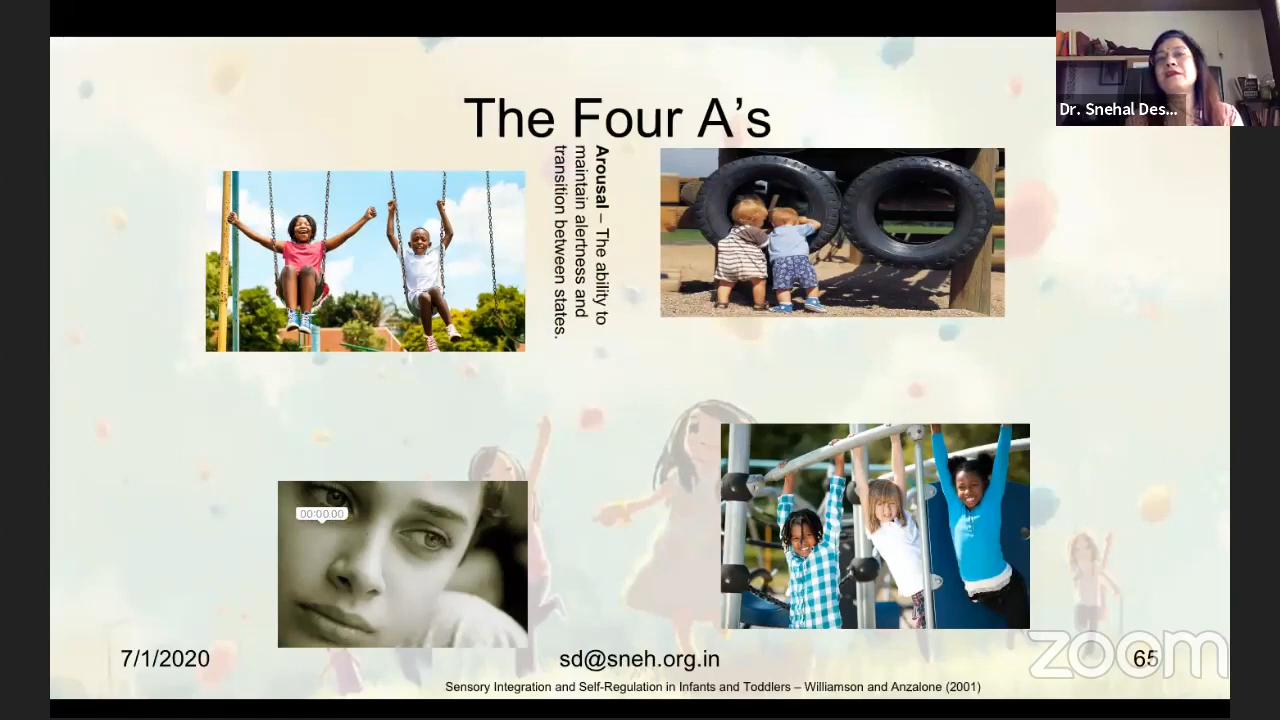 The Four A's
Dr. Snehal Des...
Arousal – The ability to
maintain alertness and
transition between states.
00:00.00
7/1/2020
sd@sneh.org.in
65
zoom
Sensory Integration and Self-Regulation in Infants and Toddlers – Williamson and Anzalone (2001)